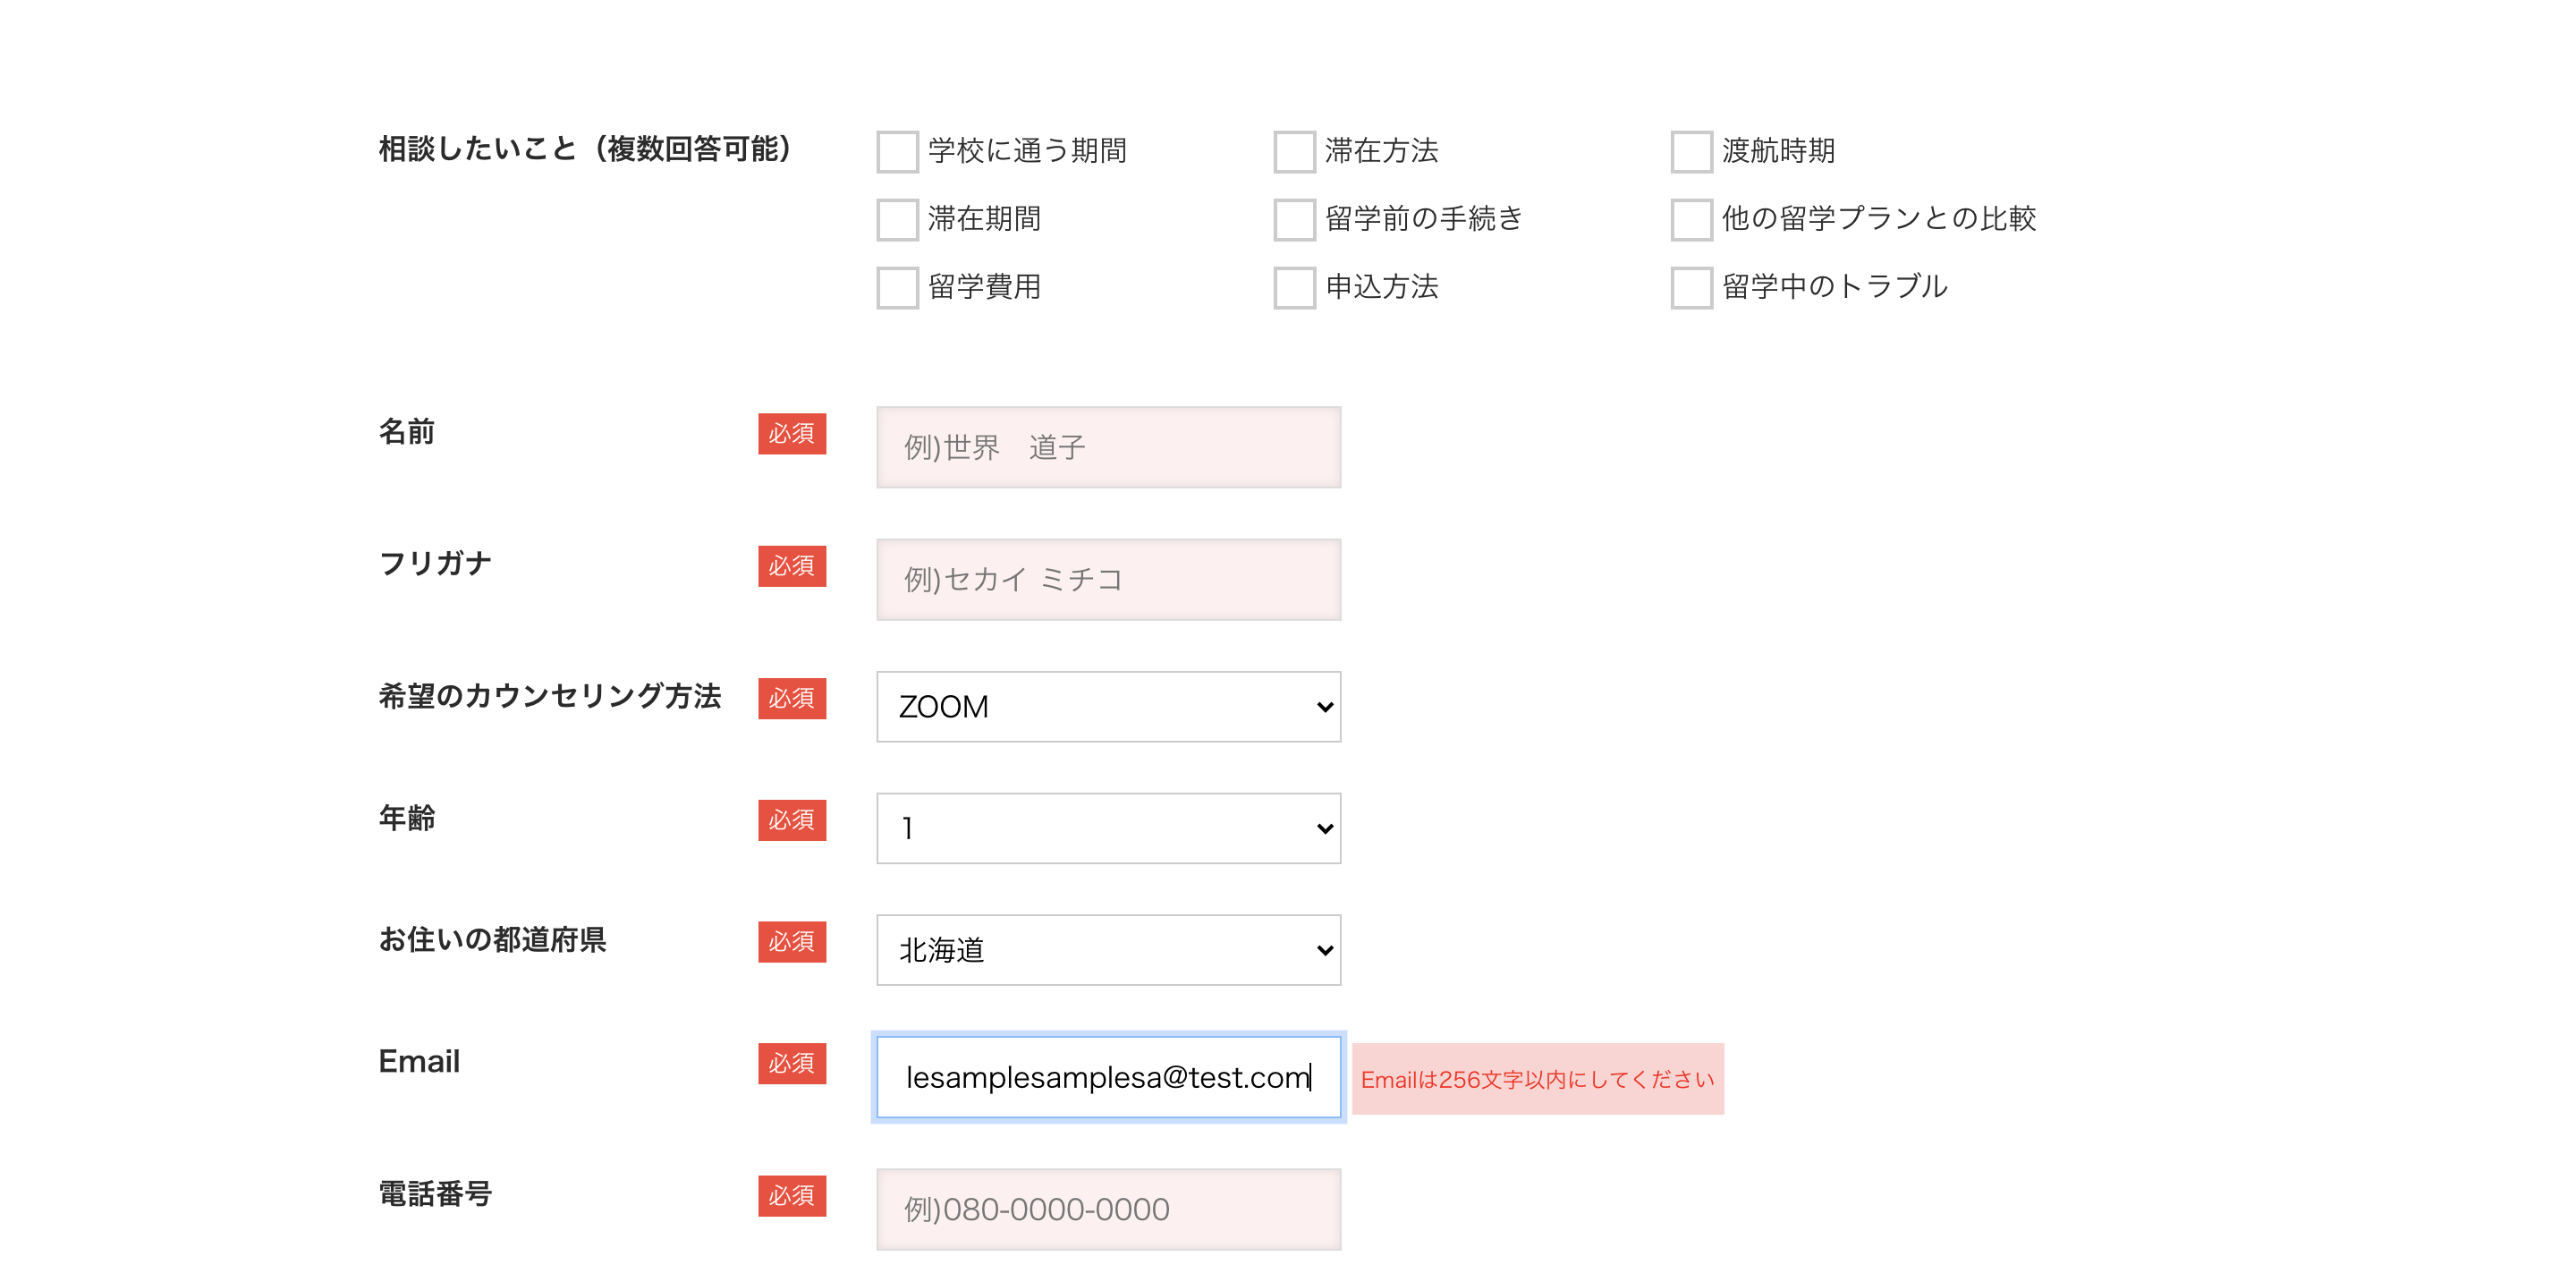 相談したいこと（複数回答可能）
学校に通う期間
滞在方法
渡航時期
滞在期間
留学前の手続き
他の留学プランとの比較
留学費用
申込方法
留学中のトラブル
名前 必須
例)世界　道子
フリガナ 必須
例)セカイ ミチコ
希望のカウンセリング方法 必須
ZOOM
年齢 必須
1
お住いの都道府県 必須
北海道
Email 必須
lesamplesamplesa@test.com
Emailは256文字以内にしてください
電話番号 必須
例)080-0000-0000